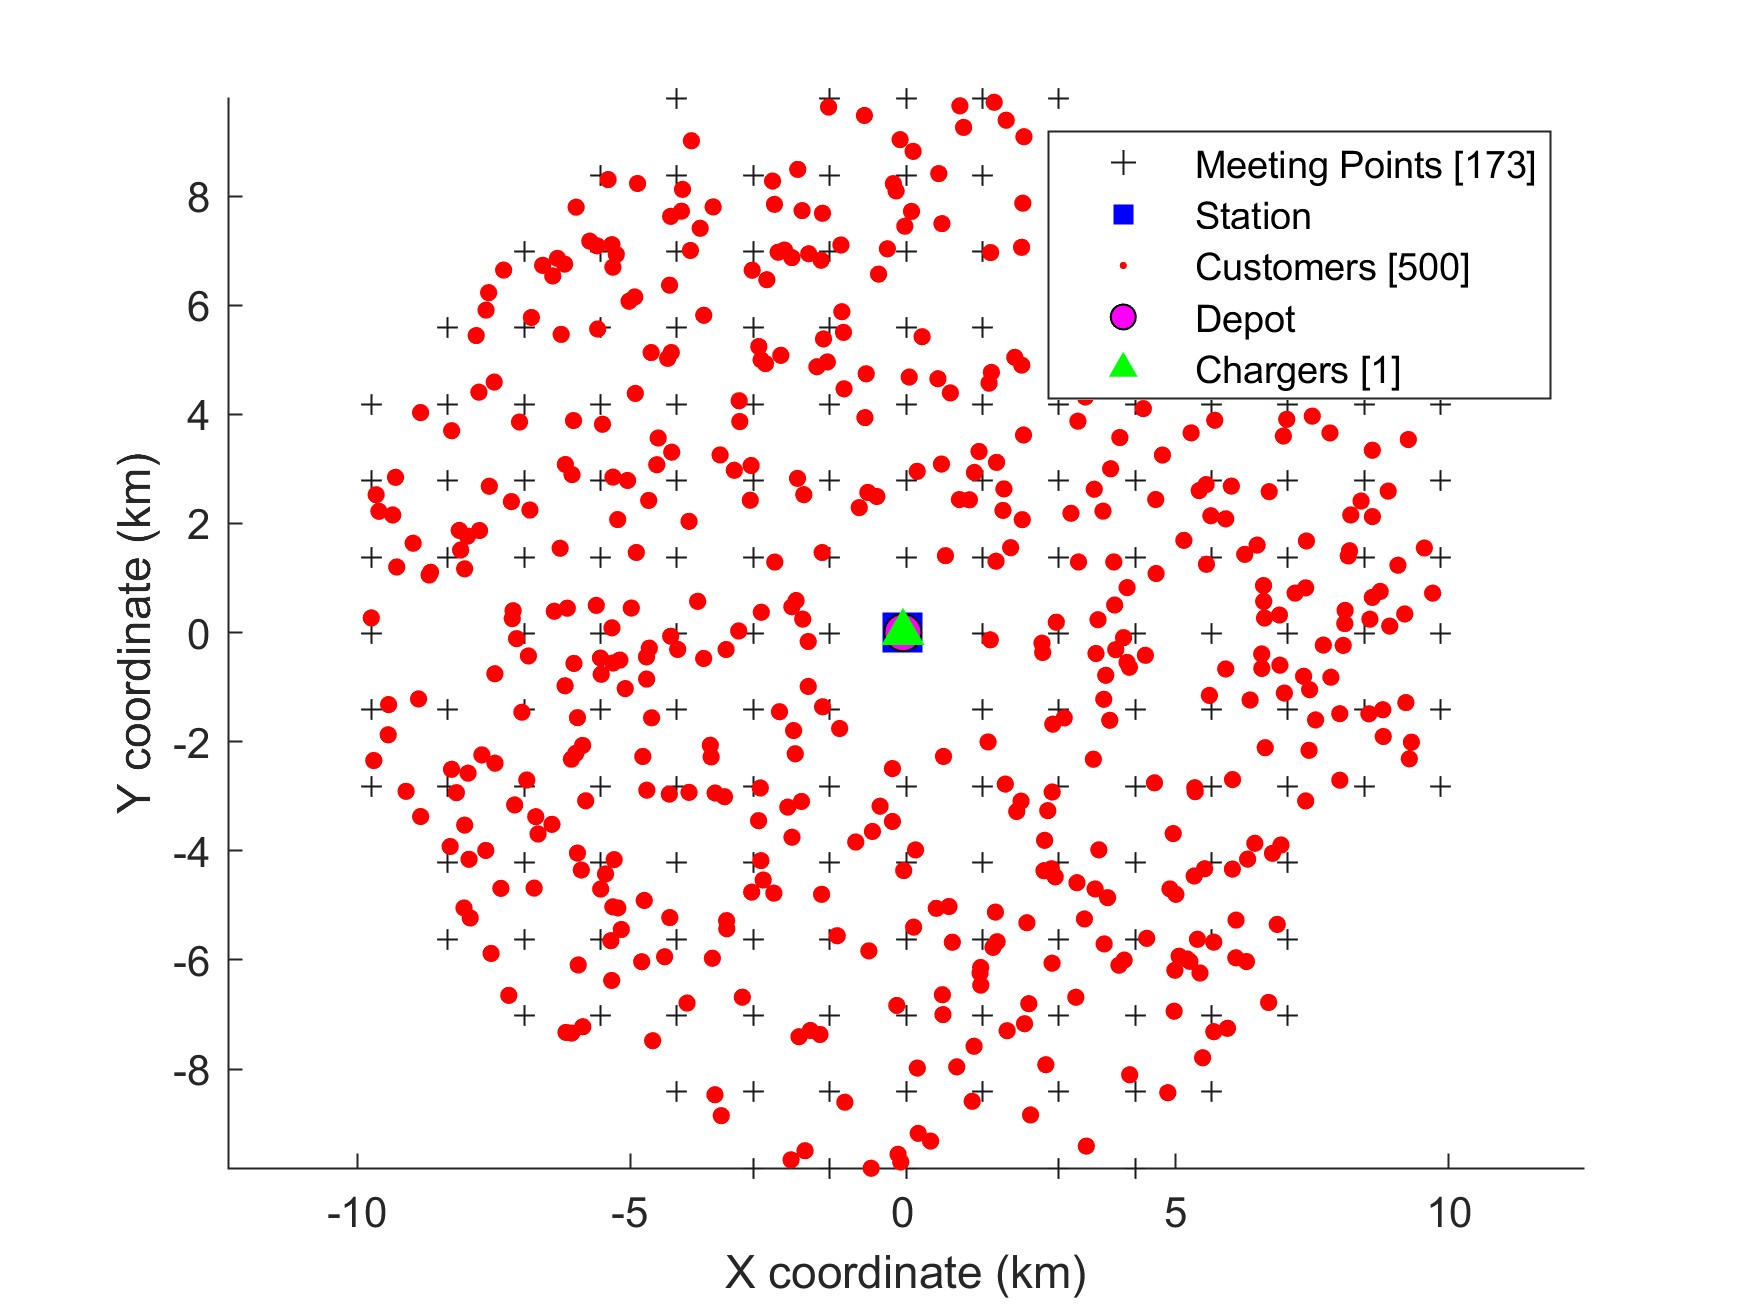 Meeting Points [173]
Station
Customers [500]
Depot
Chargers [1]
8
6
4
2
0
-2
-4
-6
-8
Y coordinate (km)
-10 -5 0 5 10
X coordinate (km)